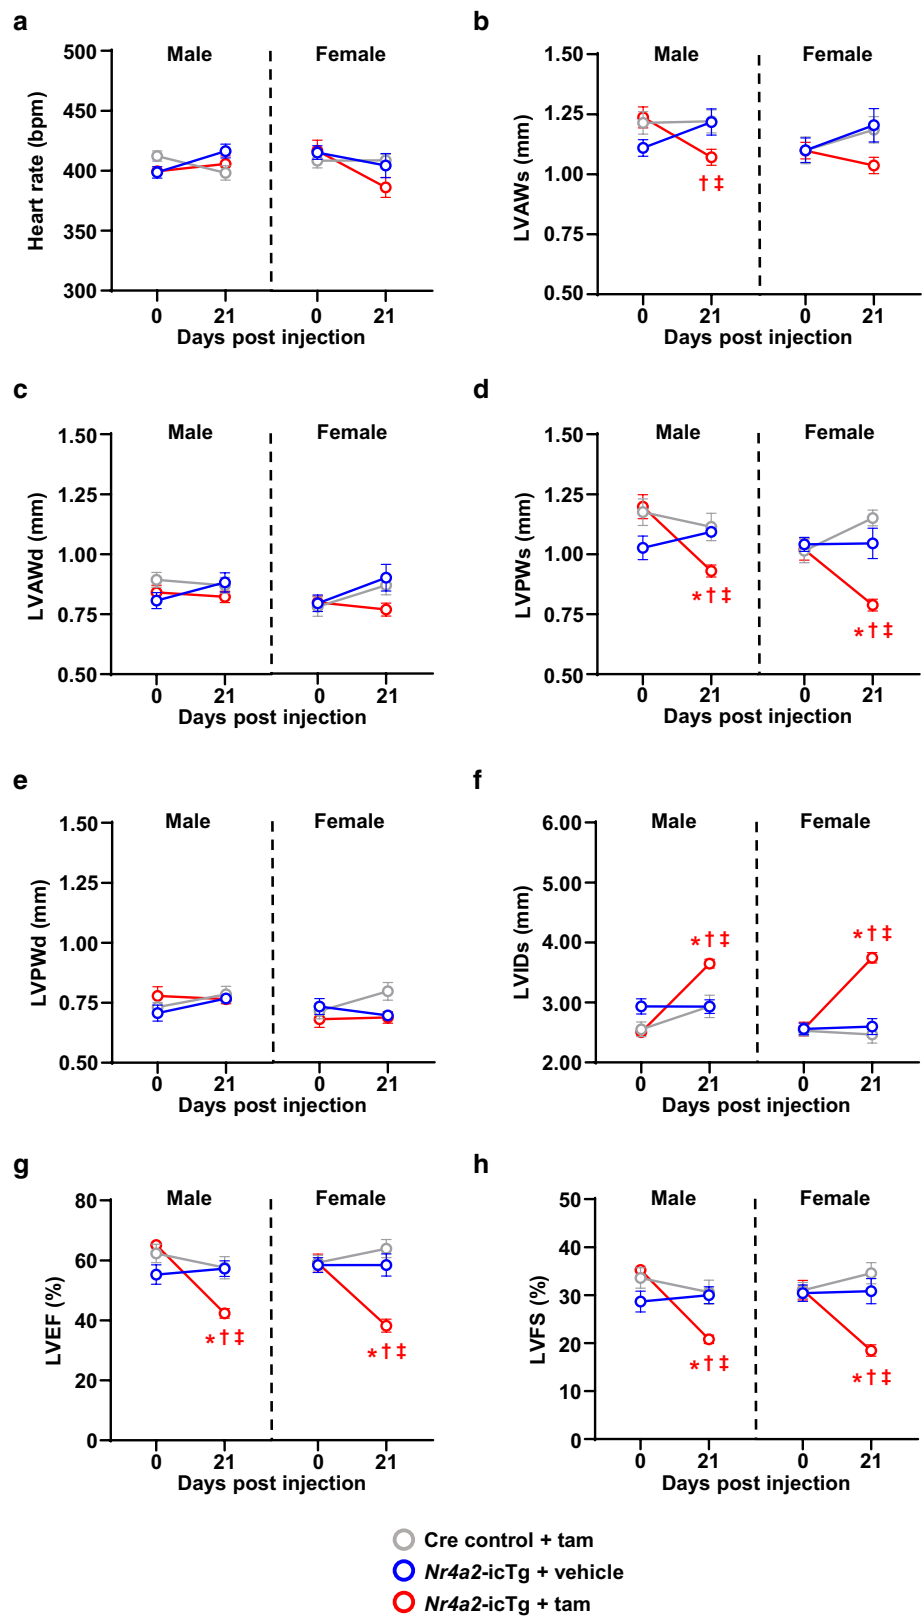 a
Male
Female
Heart rate (bpm)
500
450
400
350
300
0
21
0
21
Days post injection
b
Male
Female
LVAWs (mm)
1.50
1.25
1.00
0.75
0.50
† ‡
0
21
0
21
Days post injection
c
Male
Female
LVAWd (mm)
1.50
1.25
1.00
0.75
0.50
0
21
0
21
Days post injection
d
Male
Female
LVPWs (mm)
1.50
1.25
1.00
0.75
0.50
* † ‡
* † ‡
0
21
0
21
Days post injection
e
Male
Female
LVPWd (mm)
1.50
1.25
1.00
0.75
0.50
0
21
0
21
Days post injection
f
Male
Female
LVIDs (mm)
6.00
5.00
4.00
3.00
2.00
* † ‡
* † ‡
0
21
0
21
Days post injection
g
Male
Female
LVEF (%)
80
60
40
20
0
* † ‡
* † ‡
0
21
0
21
Days post injection
h
Male
Female
LVFS (%)
50
40
30
20
10
0
* † ‡
* † ‡
0
21
0
21
Days post injection
Cre control + tam
Nr4a2-icTg + vehicle
Nr4a2-icTg + tam